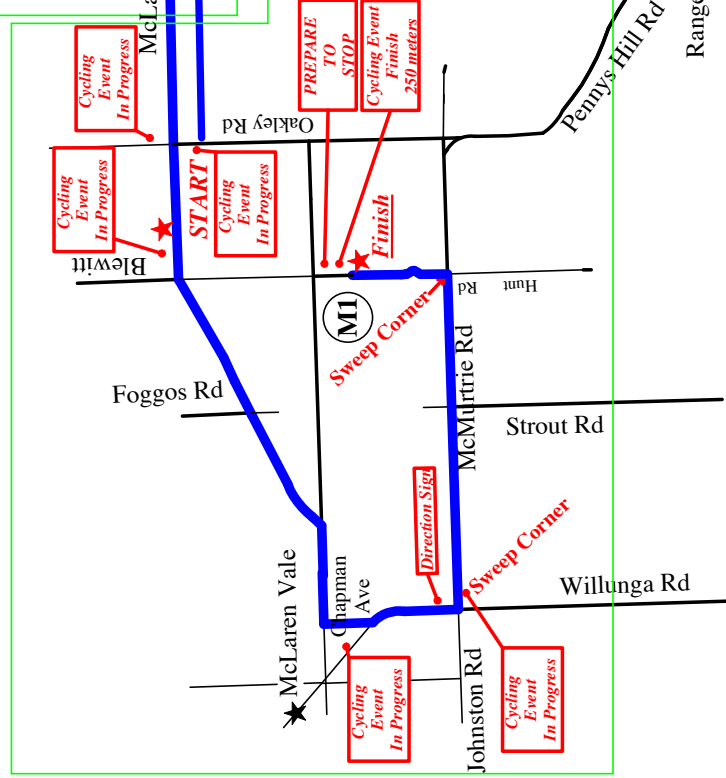 McLa
Cycling
Event
In Progress
PREPARE
TO
STOP
Cycling Event
Finish
250 meters
Pennys Hill Rd
Range
Oakley Rd
Cycling
Event
In Progress
START
Cycling
Event
In Progress
Finish
Blewitt
Hunt Rd
M1
Sweep Corner
McMurtrie Rd
Foggos Rd
Strout Rd
Direction Sign
Sweep Corner
McLaren Vale
Chapman
Ave
Willunga Rd
Cycling
Event
In Progress
Johnston Rd
Cycling
Event
In Progress